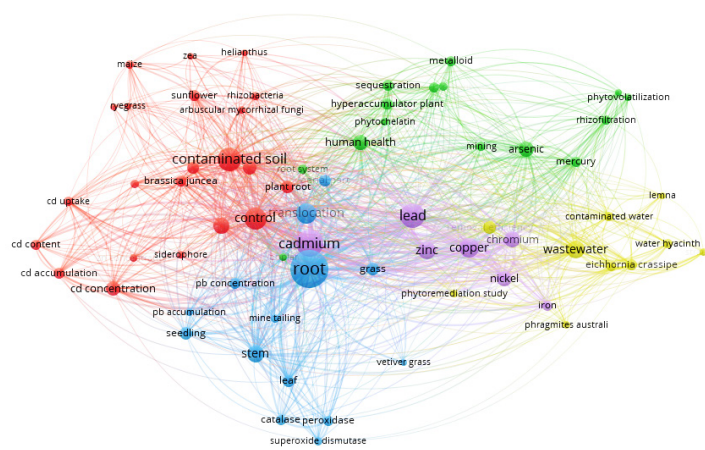 helianthus
zea
maize
metalloid
sequestration
sunflower
rhizobacteria
phytovolatilization
ryegrass
arbuscular mycorrhizal fungi
hyperaccumulator plant
phytochelatin
rhizofiltration
human health
mining
arsenic
contaminated soil
mercury
root system
brassica juncea
plant root
lemna
cd uptake
translocation
lead
control
contaminated water
chromium
cd content
siderophore
cadmium
zinc
copper
wastewater
water hyacinth
eichhornia crassipe
cd accumulation
root
grass
nickel
cd concentration
pb concentration
phytoremediation study
iron
pb accumulation
mine tailing
phragmites australi
seedling
stem
vetiver grass
leaf
catalase
peroxidase
superoxide dismutase